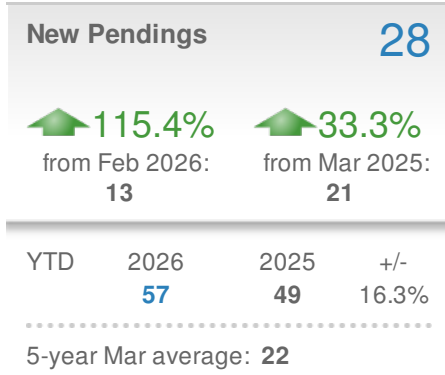 New Pendings 28
115.4% 33.3%
from Feb 2026: from Mar 2025:
13 21
YTD 2026 2025 +/-
57 49 16.3%
5-year Mar average: 22